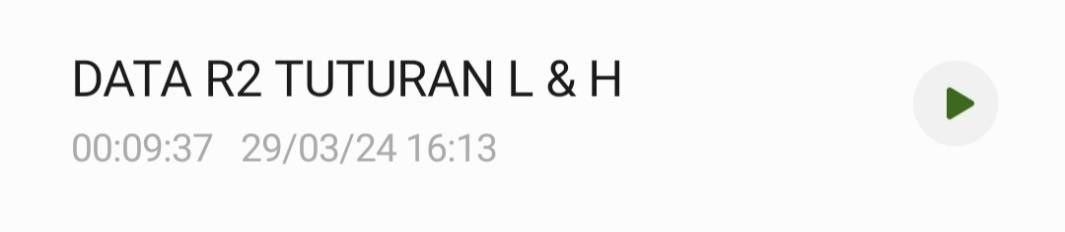 DATA R2 TUTURAN L & H
00:09:37 29/03/24 16:13